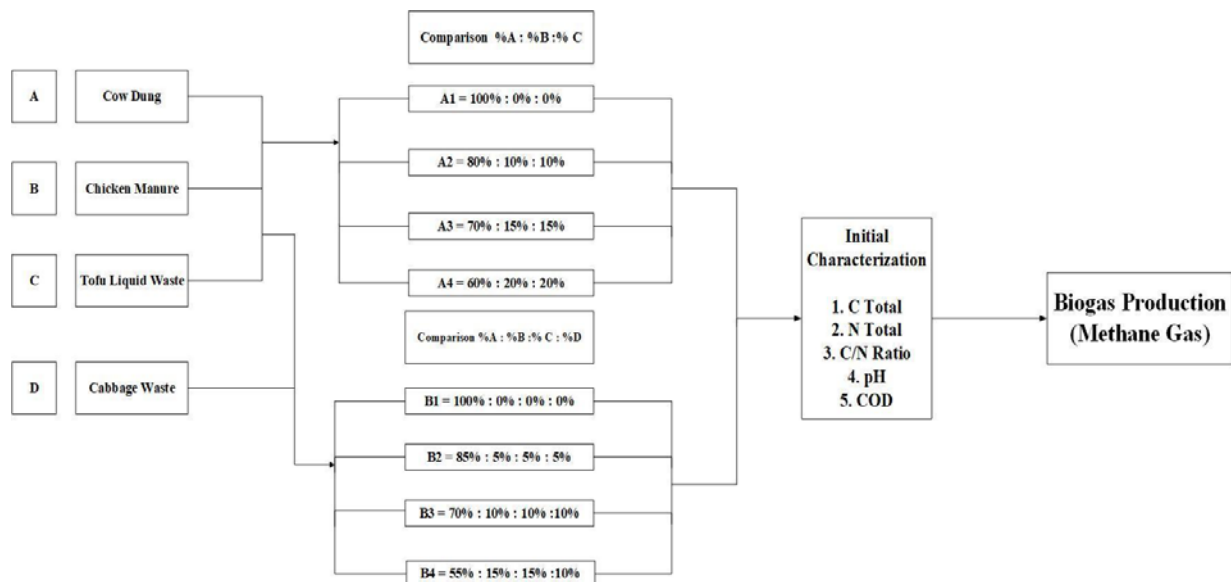 Comparison %A : %B :% C
A
Cow Dung
B
Chicken Manure
C
Tofu Liquid Waste
D
Cabbage Waste
A1 = 100% : 0% : 0%
A2 = 80% : 10% : 10%
A3 = 70% : 15% : 15%
A4 = 60% : 20% : 20%
Comparison %A : %B :% C : %D
B1 = 100% : 0% : 0% : 0%
B2 = 85% : 5% : 5% : 5%
B3 = 70% : 10% : 10% :10%
B4 = 55% : 15% : 15% :10%
Initial
Characterization
1. C Total
2. N Total
3. C/N Ratio
4. pH
5. COD
Biogas Production
(Methane Gas)